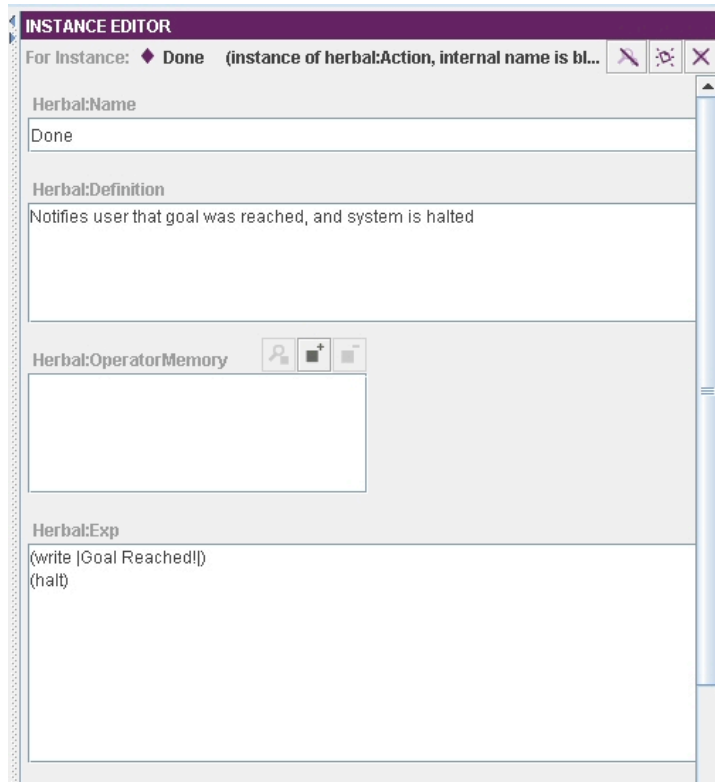 INSTANCE EDITOR
For Instance: Done (instance of herbal:Action, internal name is bl...
Herbal:Name
Done
Herbal:Definition
Notifies user that goal was reached, and system is halted
Herbal:OperatorMemory
Herbal:Exp
(write |Goal Reached!|)
(halt)